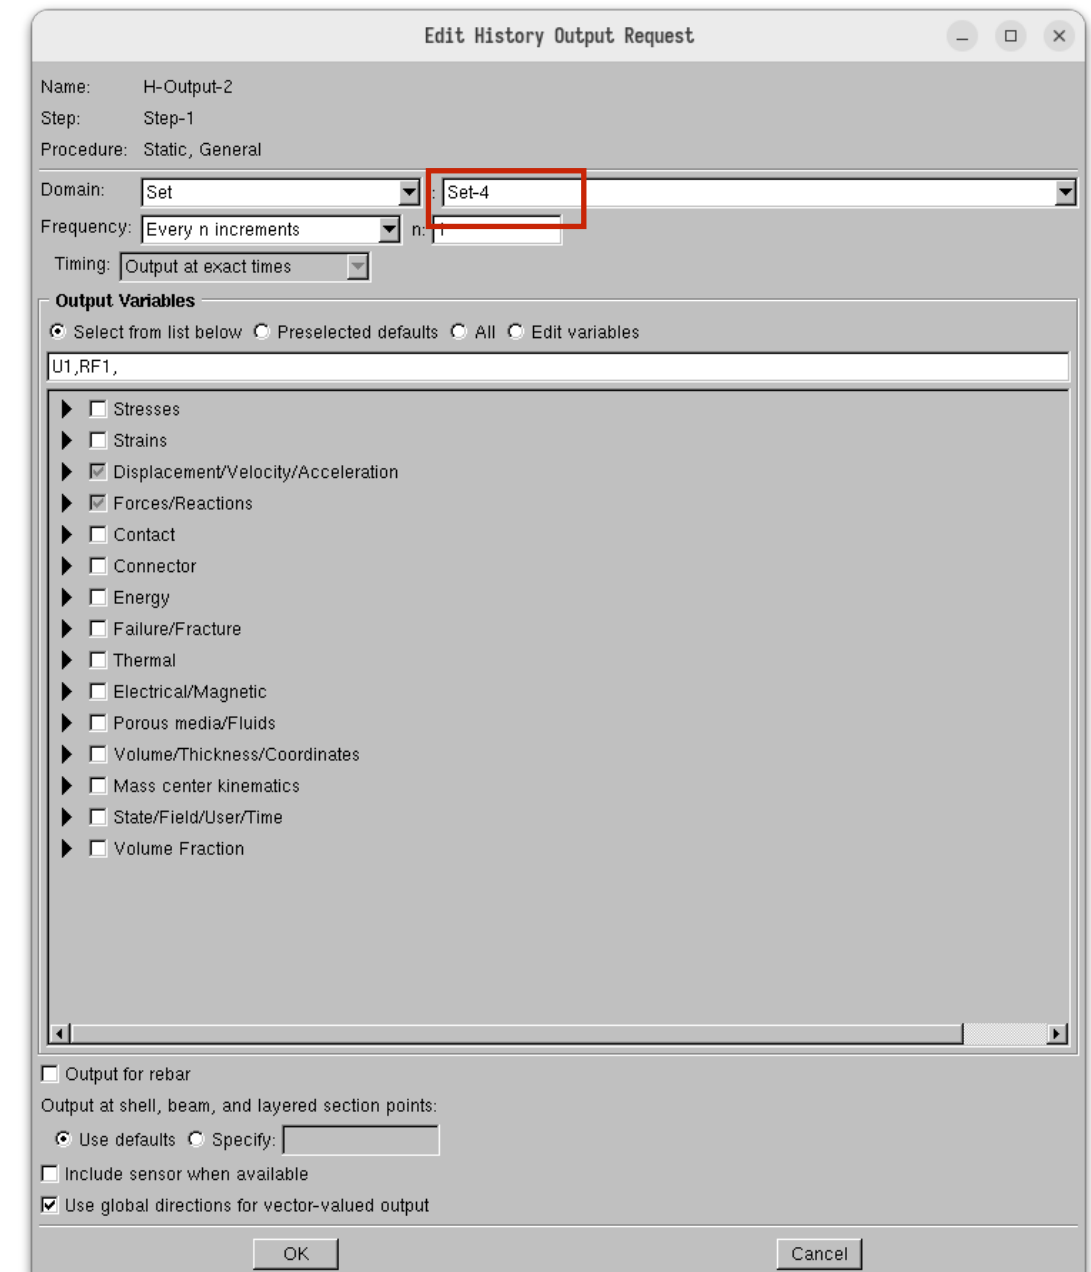 Edit History Output Request
Name: H-Output-2
Step: Step-1
Procedure: Static, General
Domain: Set : Set-4
Frequency: Every n increments n:
Timing: Output at exact times
Output Variables
Select from list below Preselected defaults All Edit variables
U1,RF1,
Stresses
Strains
Displacement/Velocity/Acceleration
Forces/Reactions
Contact
Connector
Energy
Failure/Fracture
Thermal
Electrical/Magnetic
Porous media/Fluids
Volume/Thickness/Coordinates
Mass center kinematics
State/Field/User/Time
Volume Fraction
Output for rebar
Output at shell, beam, and layered section points:
Use defaults Specify:
Include sensor when available
Use global directions for vector-valued output
OK Cancel